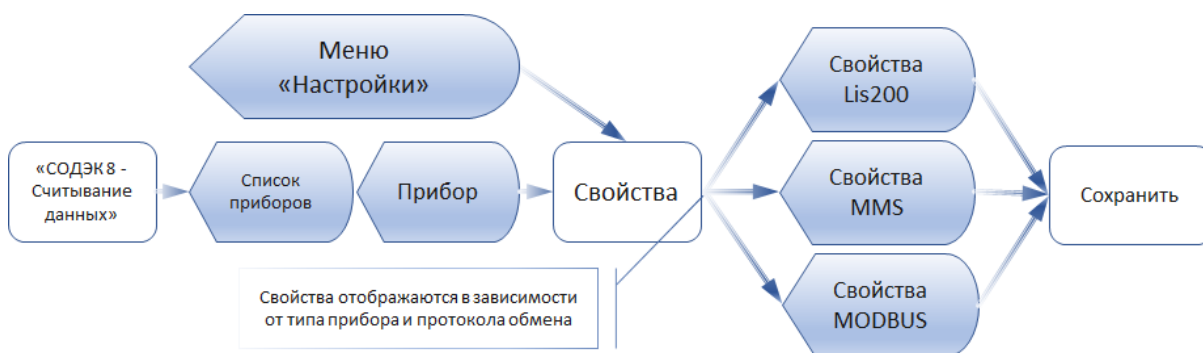 Меню
«Настройки»
«СОДЭК 8 -
Считывание
данных»
Список
приборов
Прибор
Свойства
Свойства
Lis200
Свойства
MMS
Свойства
MODBUS
Сохранить
Свойства отображаются в зависимости
от типа прибора и протокола обмена